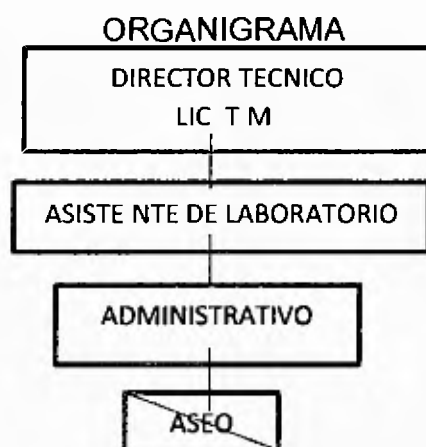 ORGANIGRAMA
DIRECTOR TECNICO
LIC T M
ASISTE NTE DE LABORATORIO
ADMINISTRATIVO
ASEO